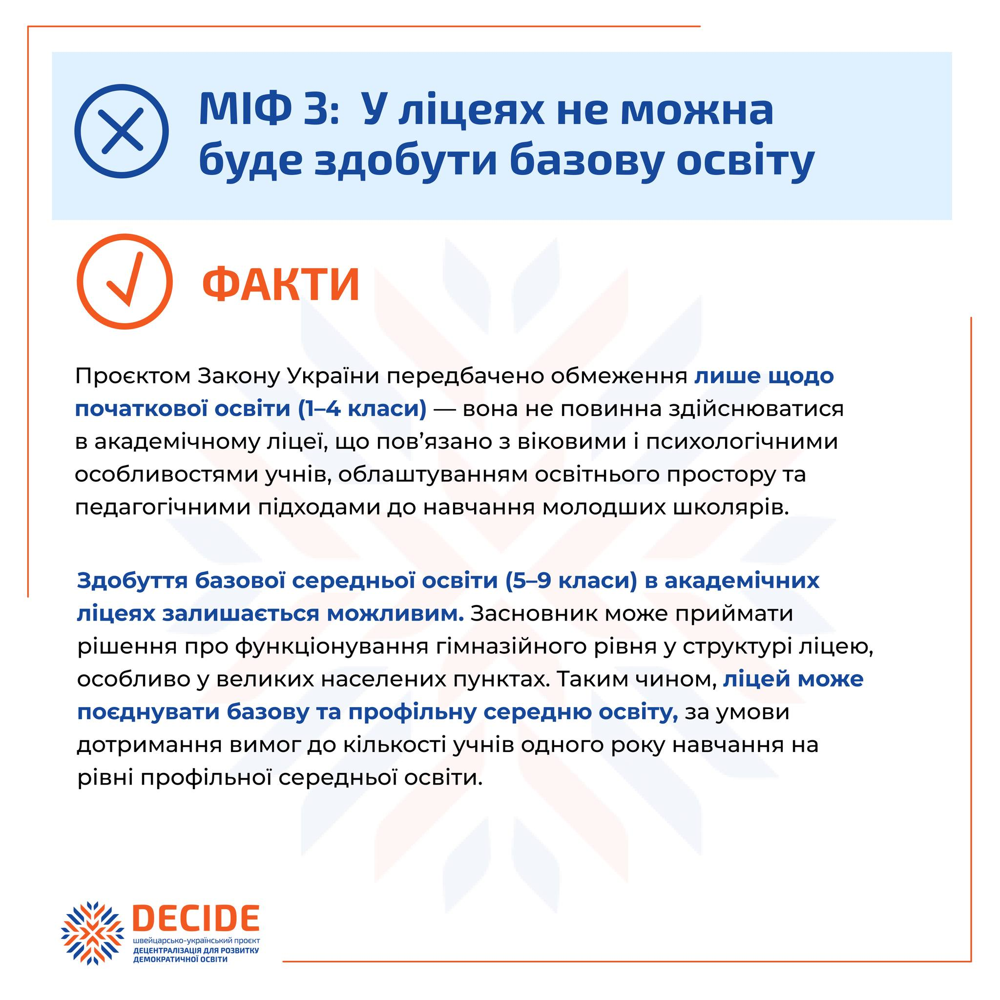 МІФ 3: У ліцеях не можна
буде здобути базову освіту
ФАКТИ
Проєктом Закону України передбачено обмеження лише щодо
початкової освіти (1–4 класи) — вона не повинна здійснюватися
в академічному ліцеї, що пов’язано з віковими і психологічними
особливостями учнів, облаштуванням освітнього простору та
педагогічними підходами до навчання молодших школярів.
Здобуття базової середньої освіти (5–9 класи) в академічних
ліцеях залишається можливим. Засновник може приймати
рішення про функціонування гімназійного рівня у структурі ліцею,
особливо у великих населених пунктах. Таким чином, ліцей може
поєднувати базову та профільну середню освіту, за умови
дотримання вимог до кількості учнів одного року навчання на
рівні профільної середньої освіти.
DECIDE
швейцарсько-український проєкт
ДЕЦЕНТРАЛІЗАЦІЯ ДЛЯ РОЗВИТКУ
ДЕМОКРАТИЧНОЇ ОСВІТИ